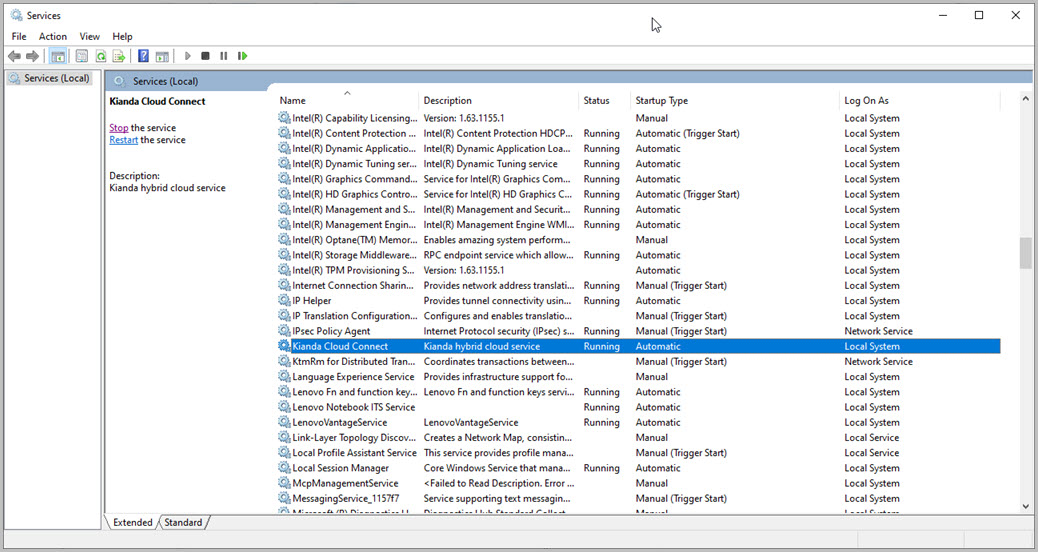 Services
File Action View Help
Services (Local)
Services (Local)
Kianda Cloud Connect
Stop the service
Restart the service
Description:
Kianda hybrid cloud service
Name Description Status Startup Type Log On As
Intel(R) Capability Licensing... Version: 1.63.1155.1 Manual Local System
Intel(R) Content Protection ... Intel(R) Content Protection HDCP... Running Automatic (Trigger Start) Local System
Intel(R) Dynamic Applicatio... Intel(R) Dynamic Application Loa... Running Automatic Local System
Intel(R) Dynamic Tuning ser... Intel(R) Dynamic Tuning service Running Automatic Local System
Intel(R) Graphics Command... Service for Intel(R) Graphics Com... Running Automatic Local System
Intel(R) HD Graphics Contro... Service for Intel(R) HD Graphics C... Running Automatic (Trigger Start) Local System
Intel(R) Management and S... Intel(R) Management and Securit... Running Automatic Local System
Intel(R) Management Engin... Intel(R) Management Engine WMI... Running Automatic Local System
Intel(R) Optane(TM) Memor... Enables amazing system perform... Manual Local System
Intel(R) Storage Middleware... RPC endpoint service which allow... Running Automatic Local System
Intel(R) TPM Provisioning S... Version: 1.63.1155.1 Automatic Local System
Internet Connection Sharin... Provides network address translati... Running Manual (Trigger Start) Local System
IP Helper Provides tunnel connectivity usin... Running Automatic Local System
IP Translation Configuration... Configures and enables translatio... Manual (Trigger Start) Local System
IPsec Policy Agent Internet Protocol security (IPsec) s... Running Manual (Trigger Start) Network Service
Kianda Cloud Connect Kianda hybrid cloud service Running Automatic Local System
KtmRm for Distributed Tran... Coordinates transactions between... Manual (Trigger Start) Network Service
Language Experience Service Provides infrastructure support fo... Manual Local System
Lenovo Fn and function key... Lenovo Fn and function keys servi... Running Automatic Local System
Lenovo Notebook ITS Service Running Automatic Local System
LenovoVantageService LenovoVantageService Running Automatic Local System
Link-Layer Topology Discov... Creates a Network Map, consistin... Manual Local Service
Local Profile Assistant Service This service provides profile mana... Manual (Trigger Start) Local Service
Local Session Manager Core Windows Service that mana... Running Automatic Local System
McpManagementService <Failed to Read Description. Error ... Manual Local System
MessagingService_1157f7 Service supporting text messagin... Manual (Trigger Start) Local System
Extended Standard